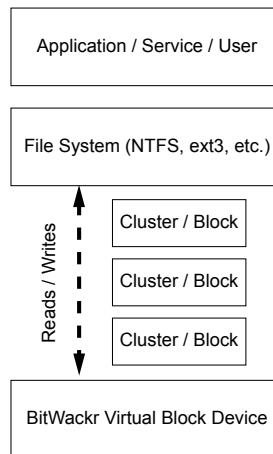 Application / Service / User
File System (NTFS, ext3, etc.)
Reads / Writes
Cluster / Block
Cluster / Block
Cluster / Block
BitWackr Virtual Block Device